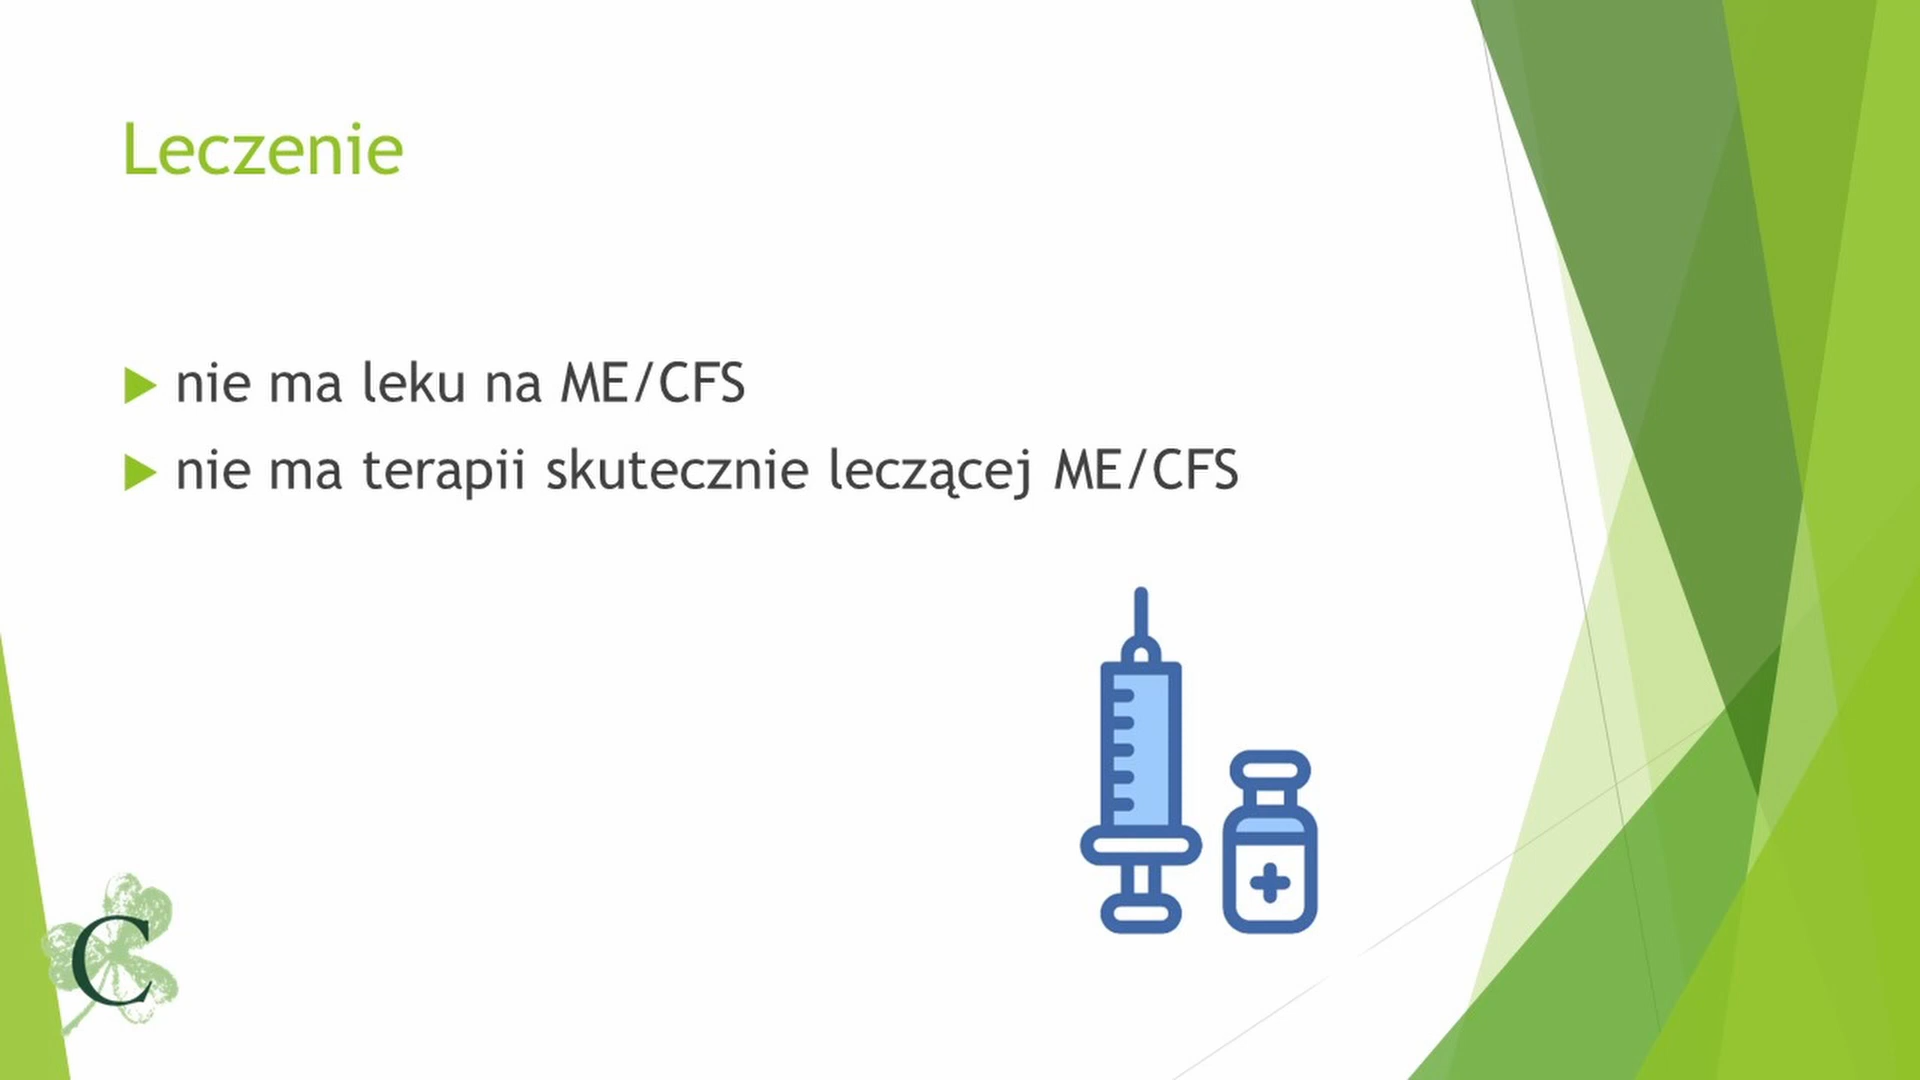 Leczenie
nie ma leku na ME/CFS
nie ma terapii skutecznie leczącej ME/CFS
C